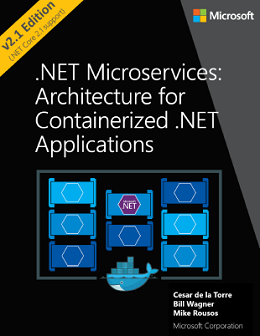 v2.1 Edition
(.NET Core 2.1 support)
Microsoft
.NET Microservices:
Architecture for
Containerized .NET
Applications
.NET
Cesar de la Torre
Bill Wagner
Mike Rousos
Microsoft Corporation